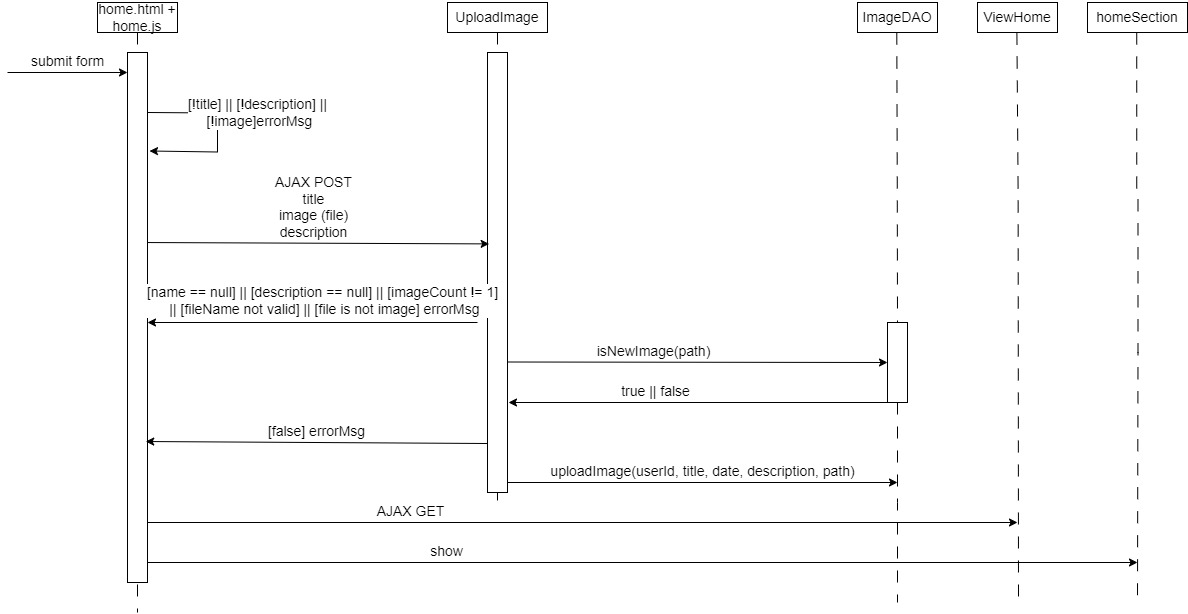 home.html +
home.js
UploadImage
ImageDAO
ViewHome
homeSection
submit form
[!title] || [!description] ||
[!image]errorMsg
AJAX POST
title
image (file)
description
[name == null] || [description == null] || [imageCount != 1]
|| [fileName not valid] || [file is not image] errorMsg
isNewImage(path)
true || false
[false] errorMsg
uploadImage(userId, title, date, description, path)
AJAX GET
show